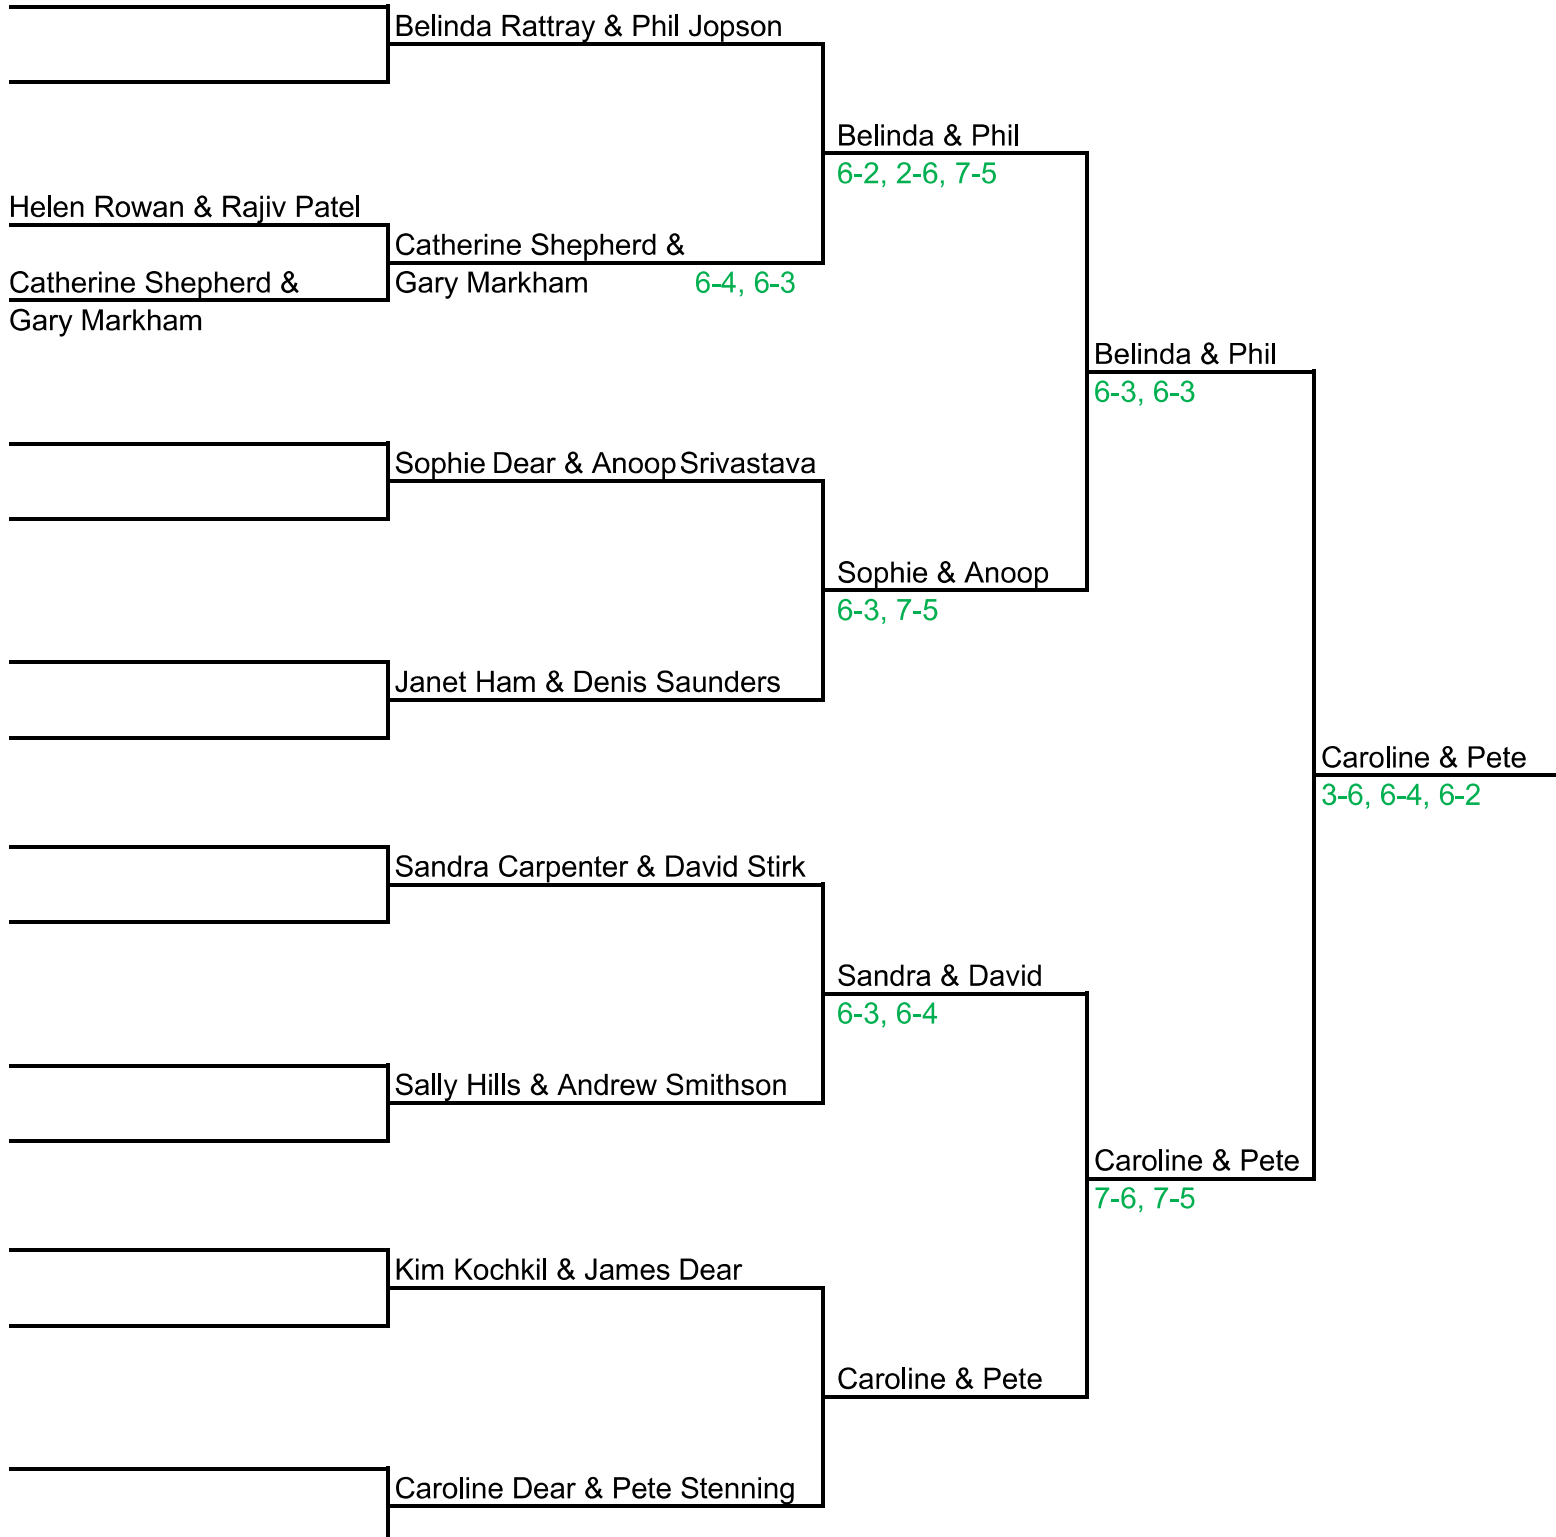 Belinda Rattray & Phil Jopson
Belinda & Phil
6-2, 2-6, 7-5
Helen Rowan & Rajiv Patel
Catherine Shepherd &
Gary Markham 6-4, 6-3
Catherine Shepherd &
Gary Markham
Belinda & Phil
6-3, 6-3
Sophie Dear & Anoop Srivastava
Sophie & Anoop
6-3, 7-5
Janet Ham & Denis Saunders
Caroline & Pete
3-6, 6-4, 6-2
Sandra Carpenter & David Stirk
Sandra & David
6-3, 6-4
Sally Hills & Andrew Smithson
Caroline & Pete
7-6, 7-5
Kim Kochkil & James Dear
Caroline & Pete
Caroline Dear & Pete Stenning